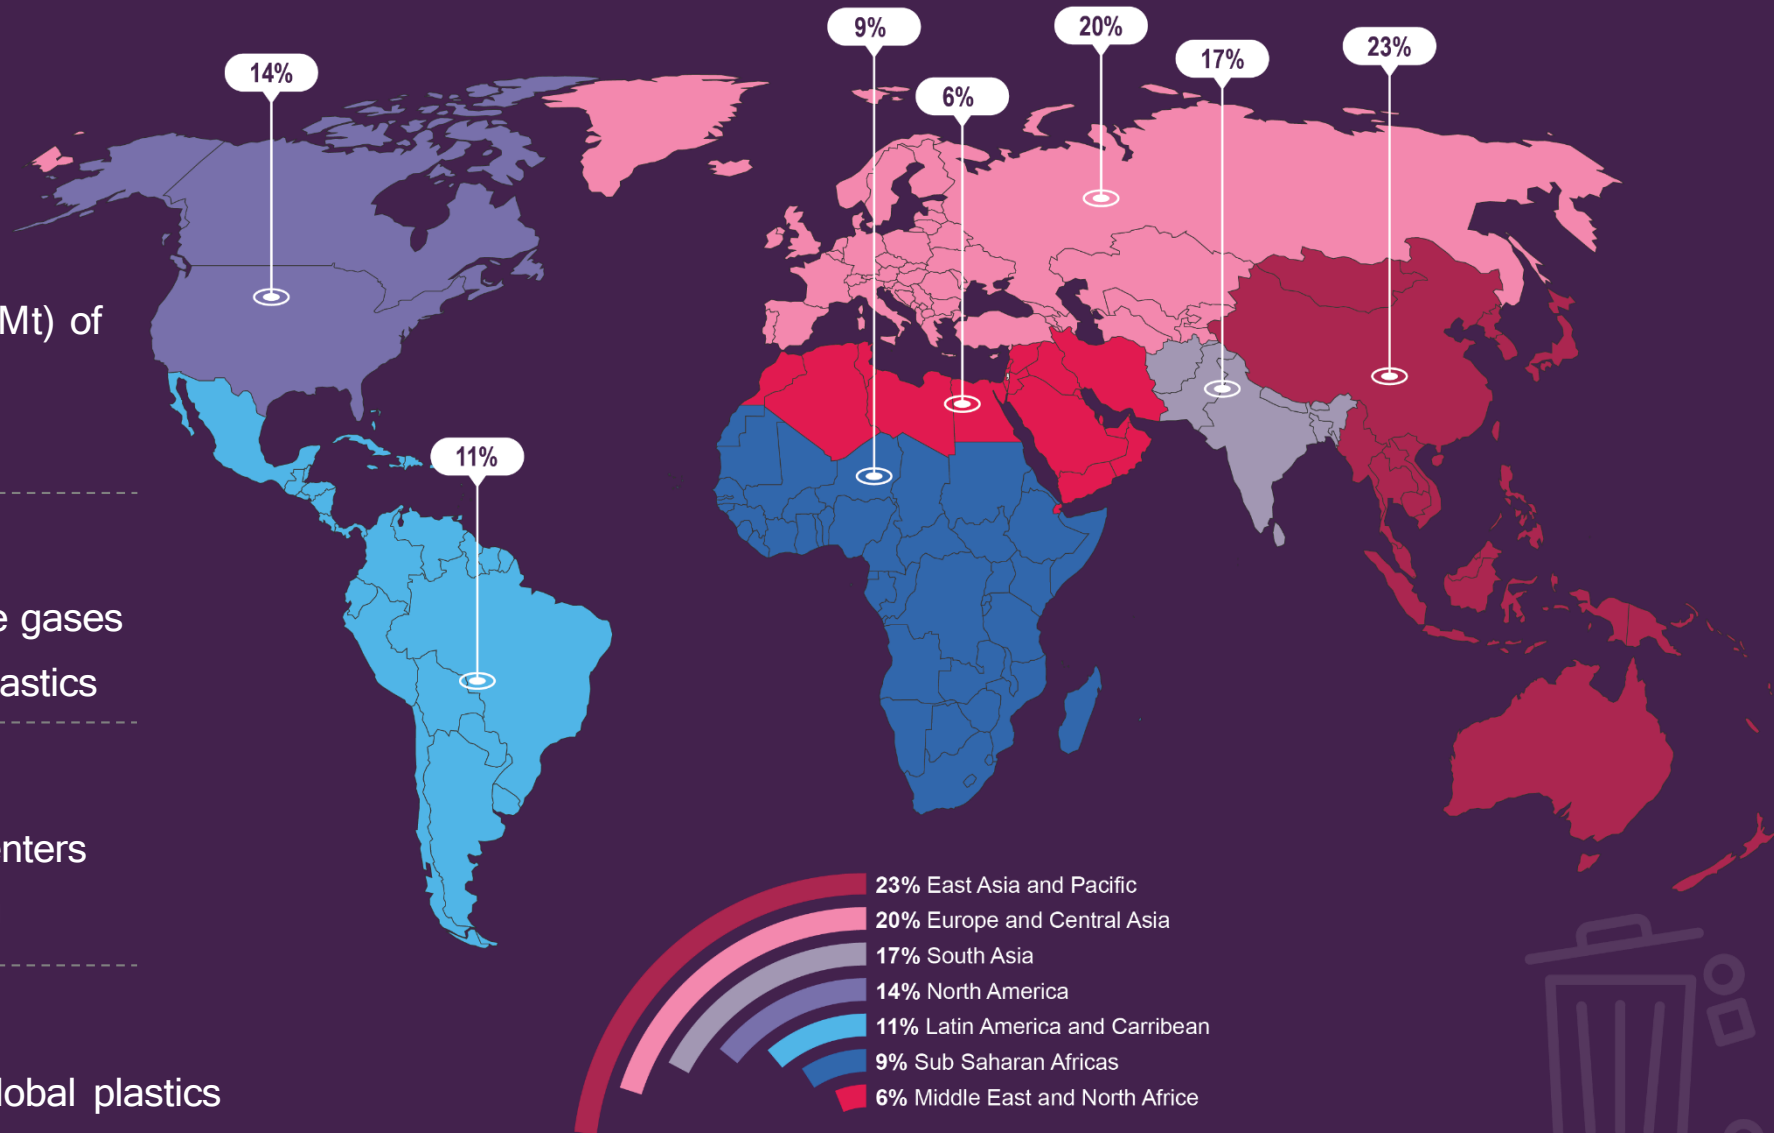 14%
9%
6%
20%
17%
23%
11%
Mt) of
e gases
astics
nters
lobal plastics
23% East Asia and Pacific
20% Europe and Central Asia
17% South Asia
14% North America
11% Latin America and Carribean
9% Sub Saharan Africas
6% Middle East and North Africe